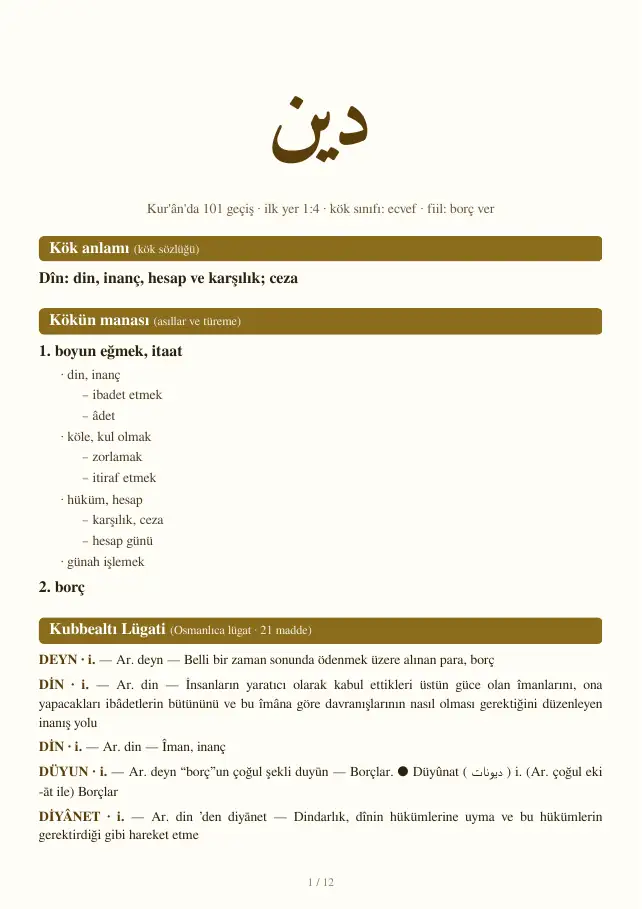 دين
Kur'ân'da 101 geçiş · ilk yer 1:4 · kök sınıfı: ecvef · fiil: borç ver
Kök anlamı (kök sözlüğü)
Dîn: din, inanç, hesap ve karşılık; ceza
Kökün manası (asıllar ve türeme)
1. boyun eğmek, itaat
· din, inanç
– ibadet etmek
– âdet
· köle, kul olmak
– zorlamak
– itiraf etmek
· hüküm, hesap
– karşılık, ceza
– hesap günü
· günah işlemek
2. borç
Kubbealtı Lügati (Osmanlıca lügat · 21 madde)
DEYN · i. — Ar. deyn — Belli bir zaman sonunda ödenmek üzere alınan para, borç
DİN · i. — Ar. din — İnsanların yaratıcı olarak kabul ettikleri üstün güce olan îmanlarını, ona
yapacakları ibâdetlerin bütününü ve bu îmâna göre davranışlarının nasıl olması gerektiğini düzenleyen
inanış yolu
DİN · i. — Ar. din — Îman, inanç
DÜYUN · i. — Ar. deyn “borç”un çoğul şekli duyūn — Borçlar. ● Düyûnat ( ديونات ) i. (Ar. çoğul eki
-āt ile) Borçlar
DİYÂNET · i. — Ar. din ’den diyānet — Dindarlık, dînin hükümlerine uyma ve bu hükümlerin
gerektirdiği gibi hareket etme
1 / 12